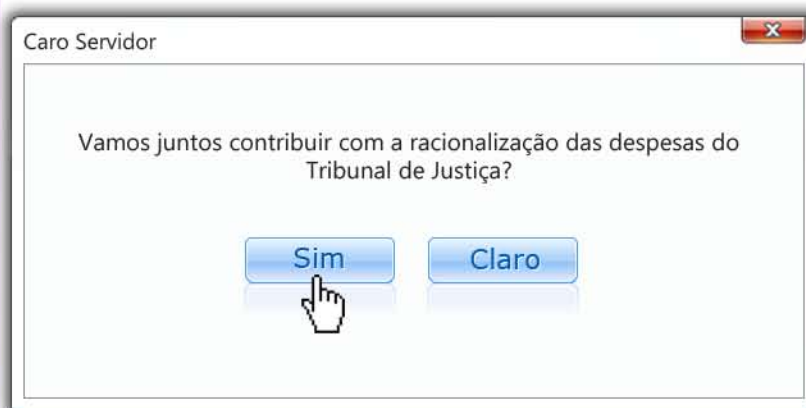 Caro Servidor
Vamos juntos contribuir com a racionalização das despesas do
Tribunal de Justiça?
Sim Claro